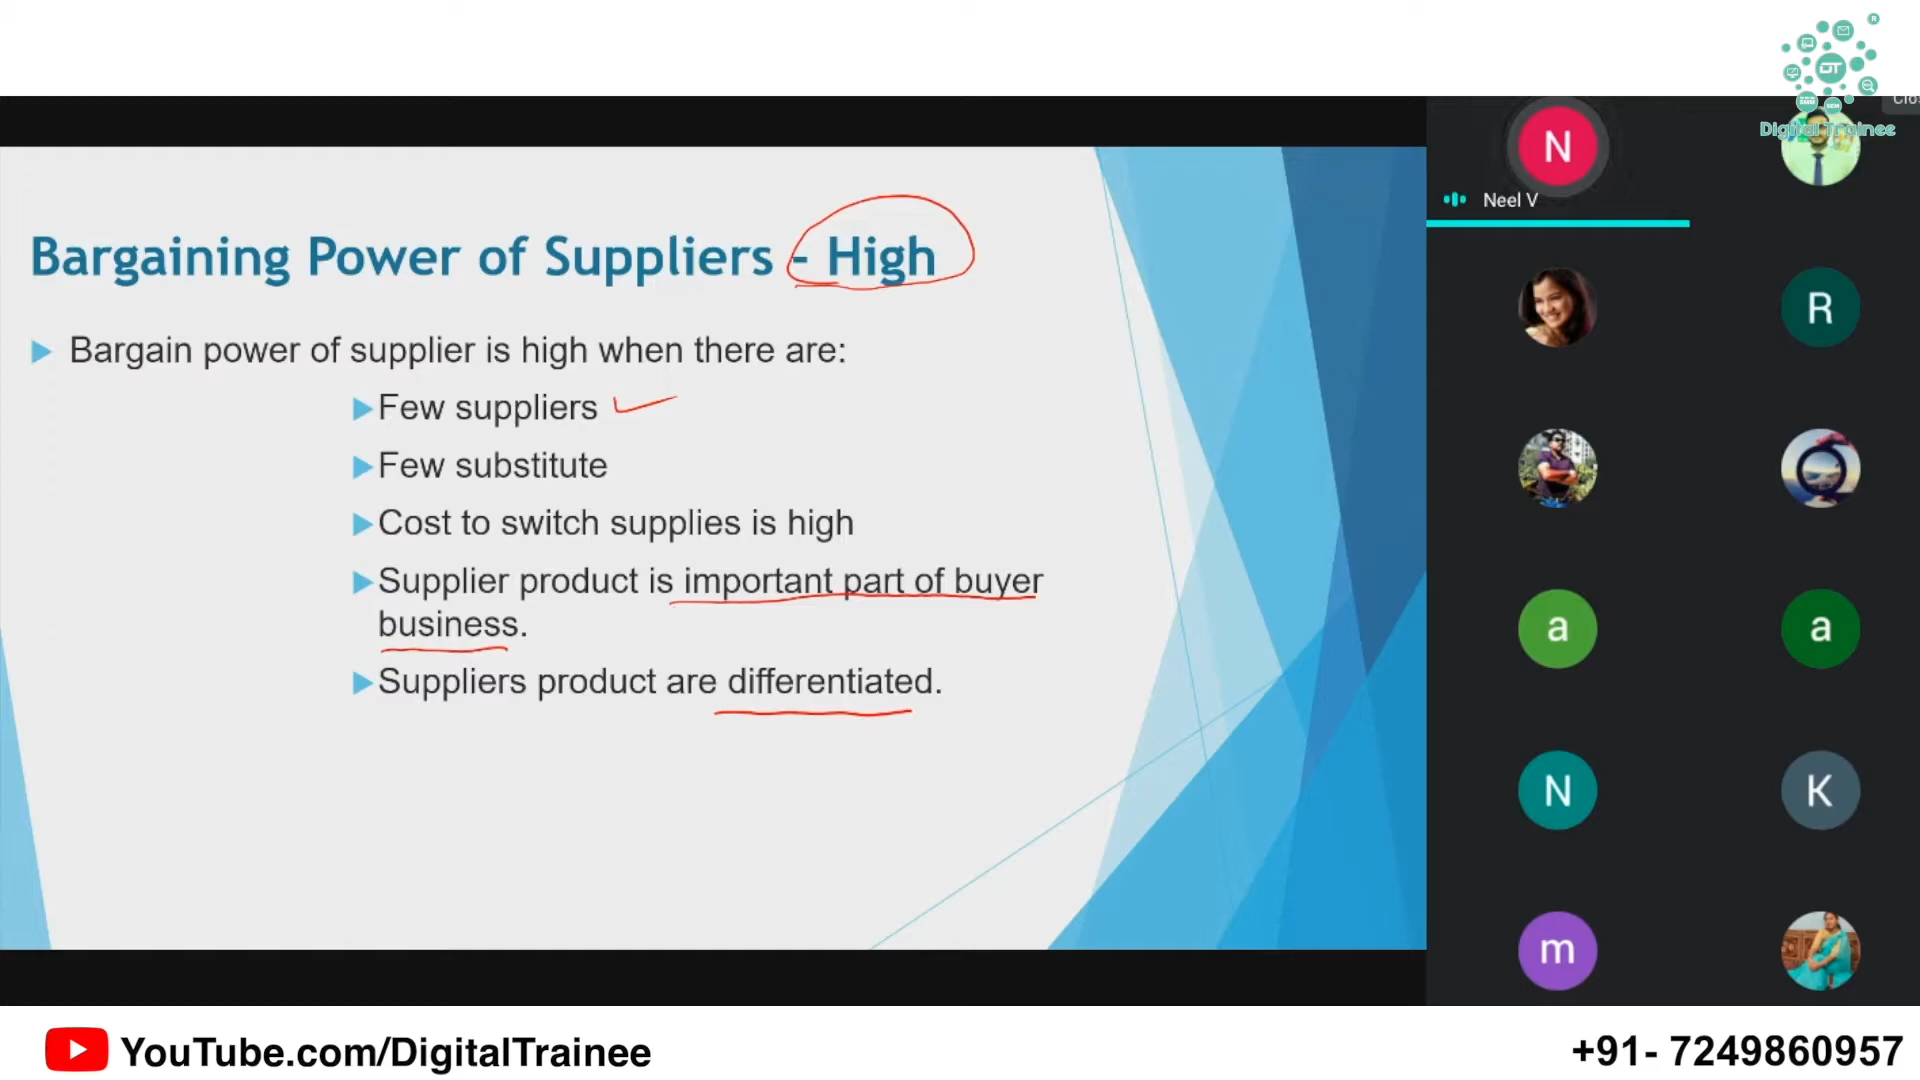 DT
Digital Trainee
Clos
N
Neel V
Bargaining Power of Suppliers - High
Bargain power of supplier is high when there are:
Few suppliers
Few substitute
Cost to switch supplies is high
Supplier product is important part of buyer
business.
Suppliers product are differentiated.
R
a
a
N
K
m
YouTube.com/DigitalTrainee
+91- 7249860957